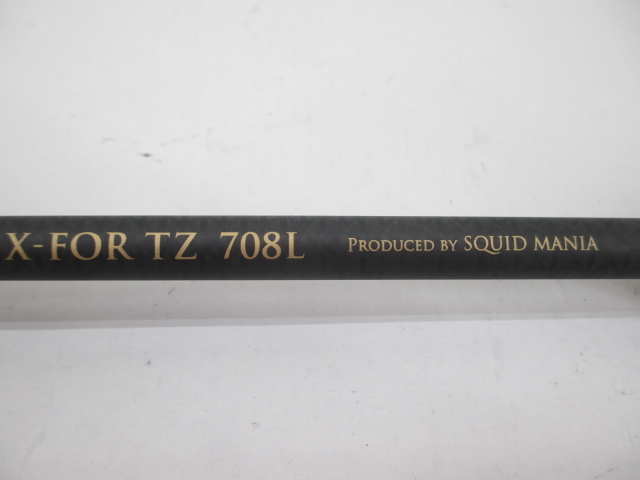 X-FOR TZ 708L PRODUCED BY SQUID MANIA